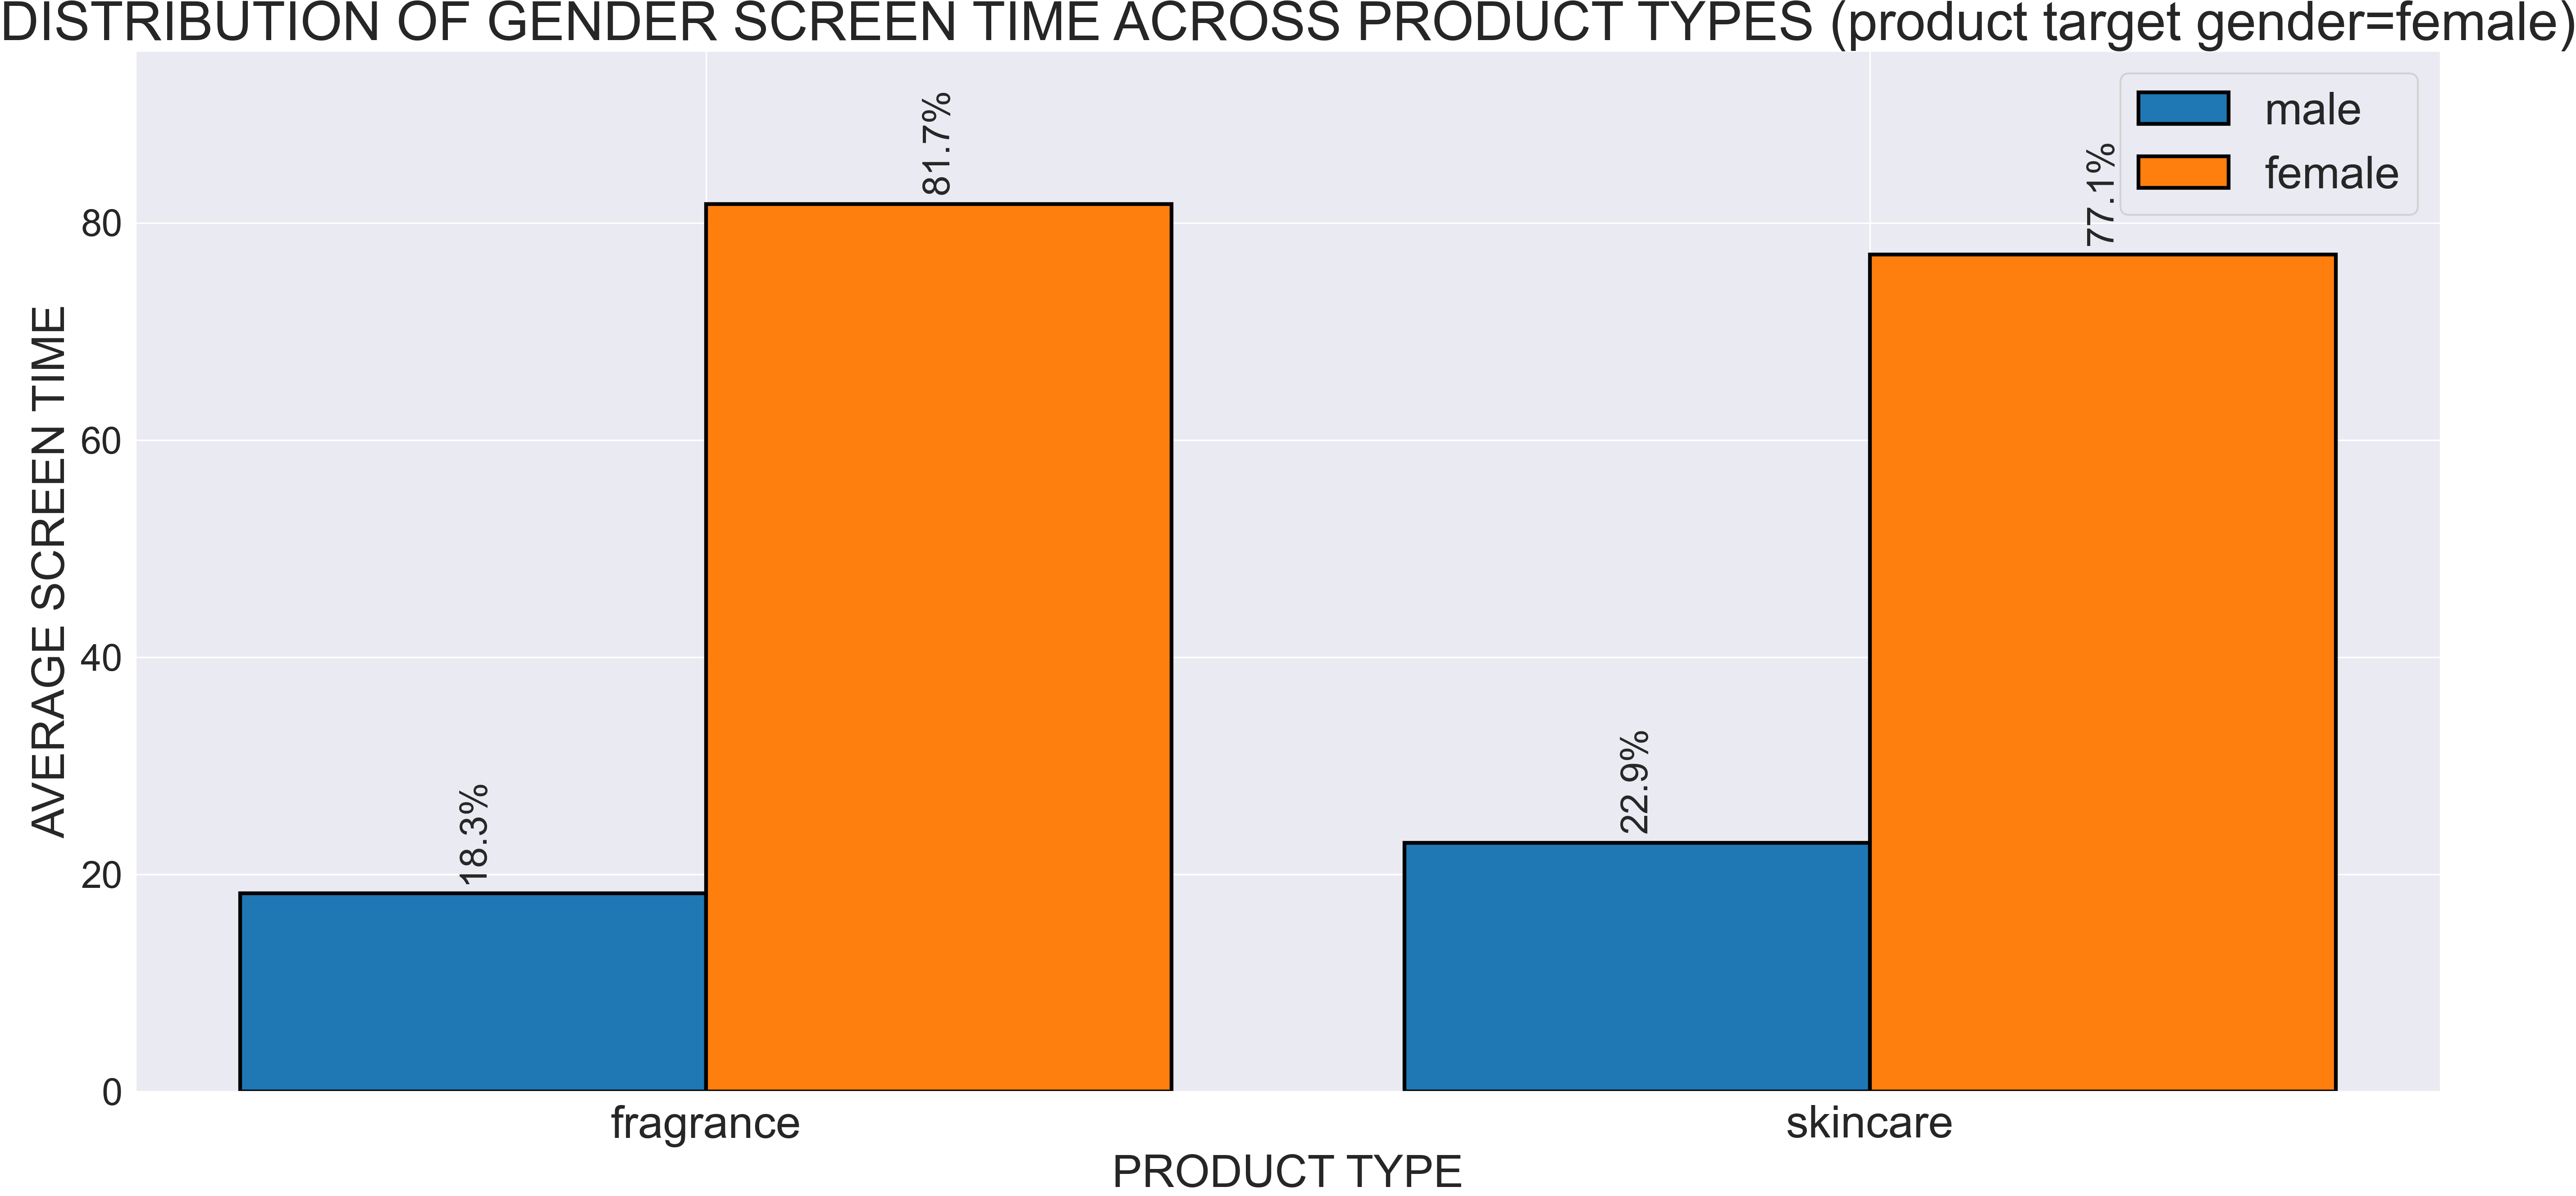 DISTRIBUTION OF GENDER SCREEN TIME ACROSS PRODUCT TYPES (product target gender=female)
male
female
AVERAGE SCREEN TIME
80
60
40
20
0
18.3%
81.7%
22.9%
77.1%
fragrance
skincare
PRODUCT TYPE